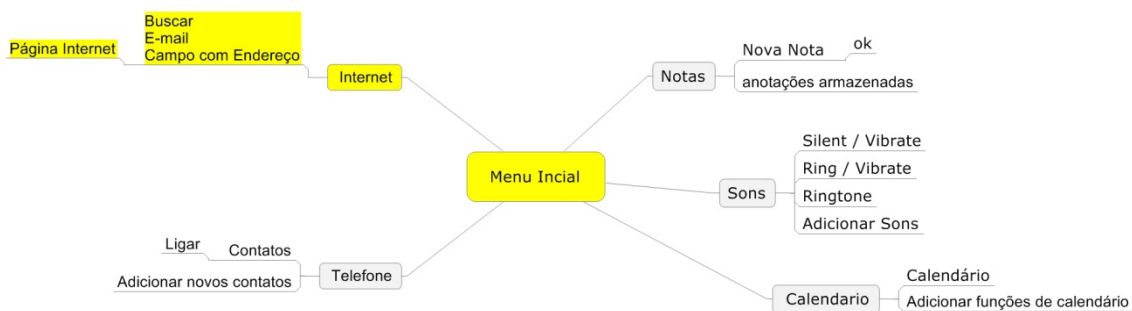 Buscar
E-mail
Campo com Endereço
Página Internet
Internet
Notas
Nova Nota
ok
anotações armazenadas
Menu Incial
Sons
Silent / Vibrate
Ring / Vibrate
Ringtone
Adicionar Sons
Ligar
Contatos
Adicionar novos contatos
Telefone
Calendario
Calendário
Adicionar funções de calendário